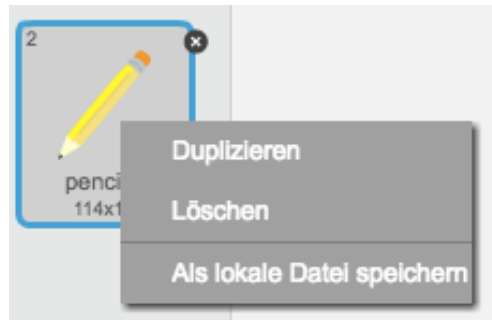 2
penci
114x1
Duplizieren
Löschen
Als lokale Datei speichern